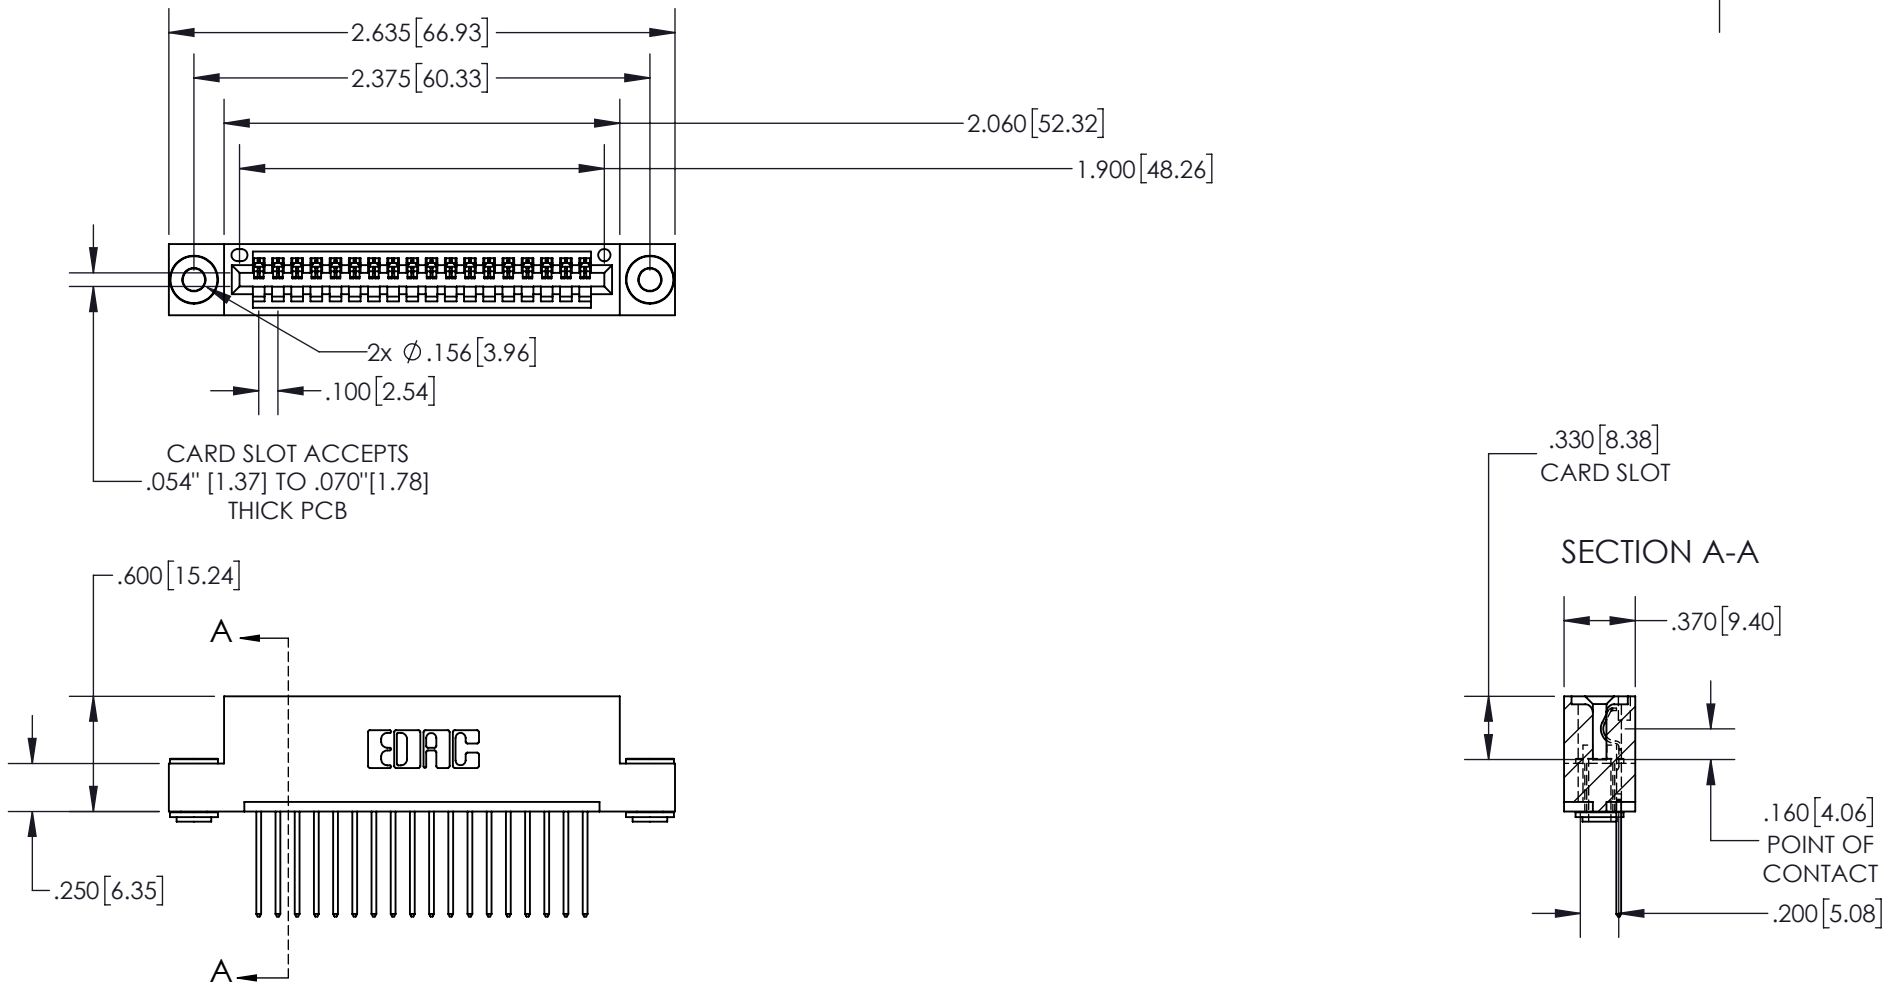 2.635[66.93]
2.375[60.33]
2.060[52.32]
1.900[48.26]
2x ⌀.156[3.96]
.100[2.54]
CARD SLOT ACCEPTS
.054" [1.37] TO .070"[1.78]
THICK PCB
.330[8.38]
CARD SLOT
SECTION A-A
.600[15.24]
A
.370[9.40]
EDAC
.160[4.06]
POINT OF
CONTACT
.250[6.35]
.200[5.08]
A